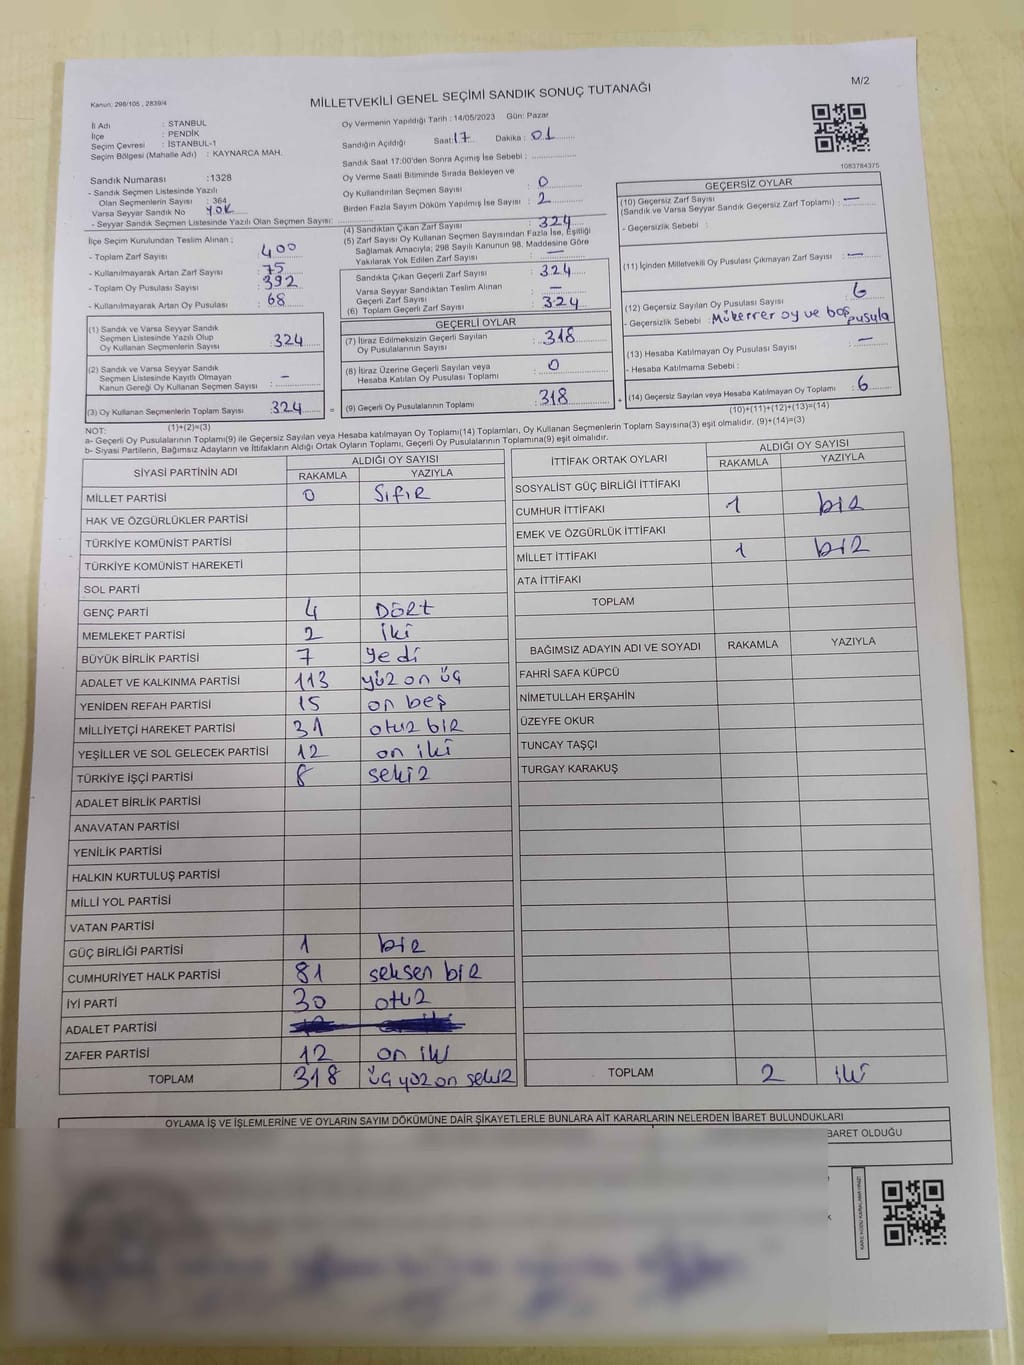 Kanun: 298/105 , 2839/4
MİLLETVEKİLİ GENEL SEÇİMİ SANDIK SONUÇ TUTANAĞI
M/2
İl Adı : STANBUL
İlçe : PENDİK
Seçim Çevresi : İSTANBUL-1
Seçim Bölgesi (Mahalle Adı) : KAYNARCA MAH.
Sandık Numarası :1328
- Sandık Seçmen Listesinde Yazılı
Olan Seçmenlerin Sayısı : 364
Varsa Seyyar Sandık No YOK
- Seyyar Sandık Seçmen Listesinde Yazılı Olan Seçmen Sayısı:
Oy Vermenin Yapıldığı Tarih : 14/05/2023 Gün: Pazar
Sandığın Açıldığı Saat:17 Dakika : 01
Sandık Saat 17:00'den Sonra Açımış İse Sebebi :
Oy Verme Saati Bitiminde Sırada Bekleyen ve
Oy Kullandırılan Seçmen Sayısı : 0
Birden Fazla Sayım Döküm Yapılmış İse Sayısı : 2
1083784375
İlçe Seçim Kurulundan Teslim Alınan :
- Toplam Zarf Sayısı : 400
- Kullanılmayarak Artan Zarf Sayısı : 75
- Toplam Oy Pusulası Sayısı : 392
- Kullanılmayarak Artan Oy Pusulası : 68
(1) Sandık ve Varsa Seyyar Sandık
Seçmen Listesinde Yazılı Olup
Oy Kullanan Seçmenlerin Sayısı : 324
(2) Sandık ve Varsa Seyyar Sandık
Seçmen Listesinde Kayıtlı Olmayan
Kanun Gereği Oy Kullanan Seçmen Sayısı : –
(3) Oy Kullanan Seçmenlerin Toplam Sayısı :324 =
(4) Sandıktan Çıkan Zarf Sayısı : 324
(5) Zarf Sayısı Oy Kullanan Seçmen Sayısından Fazla İse, Eşitliği
Sağlamak Amacıyla; 298 Sayılı Kanunun 98. Maddesine Göre
Yakılarak Yok Edilen Zarf Sayısı : —
Sandıkta Çıkan Geçerli Zarf Sayısı : 324
Varsa Seyyar Sandıktan Teslim Alınan
Geçerli Zarf Sayısı : –
(6) Toplam Geçerli Zarf Sayısı : 324
GEÇERLİ OYLAR
(7) İtiraz Edilmeksizin Geçerli Sayılan
Oy Pusulalarının Sayısı : 318
(8) İtiraz Üzerine Geçerli Sayılan veya
Hesaba Katılan Oy Pusulası Toplamı : 0
(9) Geçerli Oy Pusulalarının Toplamı : 318 +
GEÇERSİZ OYLAR
(10) Geçersiz Zarf Sayısı
(Sandık ve Varsa Seyyar Sandık Geçersiz Zarf Toplamı) : —
- Geçersizlik Sebebi :
(11) İçinden Milletvekili Oy Pusulası Çıkmayan Zarf Sayısı : —
(12) Geçersiz Sayılan Oy Pusulası Sayısı : 6
- Geçersizlik Sebebi : Mükerrer oy ve boş pusula
(13) Hesaba Katılmayan Oy Pusulası Sayısı : —
- Hesaba Katılmama Sebebi :
(14) Geçersiz Sayılan veya Hesaba Katılmayan Oy Toplamı : 6
(10)+(11)+(12)+(13)=(14)
NOT: (1)+(2)=(3)
a- Geçerli Oy Pusulalarının Toplamı(9) ile Geçersiz Sayılan veya Hesaba katılmayan Oy Toplamları(14) Toplamları, Oy Kullanan Seçmenlerin Toplam Sayısına(3) eşit olmalıdır. (9)+(14)=(3)
b- Siyasi Partilerin, Bağımsız Adayların ve İttifakların Aldığı Ortak Oyların Toplamı, Geçerli Oy Pusulalarının Toplamına(9) eşit olmalıdır.
SİYASİ PARTİNİN ADI ALDIĞI OY SAYISI
RAKAMLA YAZIYLA
MİLLET PARTİSİ 0 Sıfır
HAK VE ÖZGÜRLÜKLER PARTİSİ
TÜRKİYE KOMÜNİST PARTİSİ
TÜRKİYE KOMÜNİST HAREKETİ
SOL PARTİ
GENÇ PARTİ 4 Dört
MEMLEKET PARTİSİ 2 iki
BÜYÜK BİRLİK PARTİSİ 7 yedi
ADALET VE KALKINMA PARTİSİ 113 yüz on üç
YENİDEN REFAH PARTİSİ 15 on beş
MİLLİYETÇİ HAREKET PARTİSİ 31 otuz bir
YEŞİLLER VE SOL GELECEK PARTİSİ 12 on iki
TÜRKİYE İŞÇİ PARTİSİ 8 sekiz
ADALET BİRLİK PARTİSİ
ANAVATAN PARTİSİ
YENİLİK PARTİSİ
HALKIN KURTULUŞ PARTİSİ
MİLLİ YOL PARTİSİ
VATAN PARTİSİ
GÜÇ BİRLİĞİ PARTİSİ 1 bir
CUMHURİYET HALK PARTİSİ 81 seksen bir
İYİ PARTİ 30 otuz
ADALET PARTİSİ
ZAFER PARTİSİ 12 on iki
TOPLAM 318 üç yüz on sekiz
İTTİFAK ORTAK OYLARI ALDIĞI OY SAYISI
RAKAMLA YAZIYLA
SOSYALİST GÜÇ BİRLİĞİ İTTİFAKI
CUMHUR İTTİFAKI 1 bir
EMEK VE ÖZGÜRLÜK İTTİFAKI
MİLLET İTTİFAKI 1 bir
ATA İTTİFAKI
TOPLAM
BAĞIMSIZ ADAYIN ADI VE SOYADI RAKAMLA YAZIYLA
FAHRİ SAFA KÜPCÜ
NİMETULLAH ERŞAHİN
ÜZEYFE OKUR
TUNCAY TAŞÇI
TURGAY KARAKUŞ
TOPLAM 2 iki
OYLAMA İŞ VE İŞLEMLERİNE VE OYLARIN SAYIM DÖKÜMÜNE DAİR ŞİKAYETLERLE BUNLARA AİT KARARLARIN NELERDEN İBARET BULUNDUKLARI
BARET OLDUĞU
KARE KODU KARALAMAYINIZ!